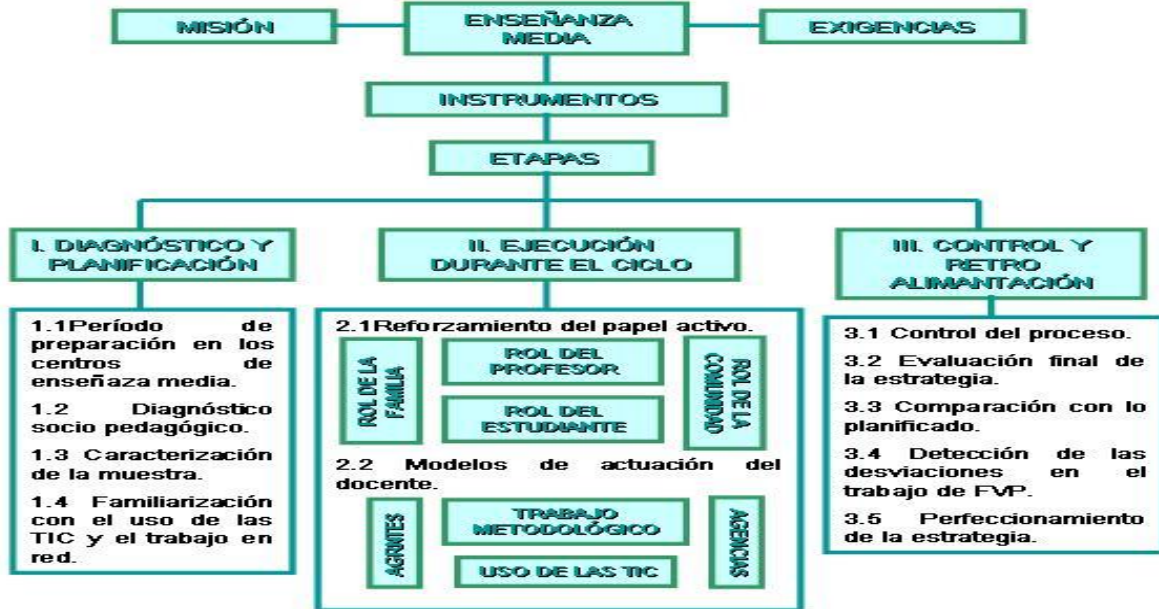 MISIÓN
ENSEÑANZA
MEDIA
EXIGENCIAS
INSTRUMENTOS
ETAPAS
I. DIAGNÓSTICO Y
PLANIFICACIÓN
1.1Período de
preparación en los
centros de
enseñaza media.
1.2 Diagnóstico
socio pedagógico.
1.3 Caracterización
de la muestra.
1.4 Familiarización
con el uso de las
TIC y el trabajo en
red.
II. EJECUCIÓN
DURANTE EL CICLO
2.1Reforzamiento del papel activo.
ROL DE LA
FAMILIA
ROL DEL
PROFESOR
ROL DEL
ESTUDIANTE
ROL DE LA
COMUNIDAD
2.2 Modelos de actuación del
docente.
AGRNTES
TRABAJO
METODOLÓGICO
USO DE LAS TIC
AGENCIAS
III. CONTROL Y
RETRO
ALIMANTACIÓN
3.1 Control del proceso.
3.2 Evaluación final de
la estrategia.
3.3 Comparación con lo
planificado.
3.4 Detección de las
desviaciones en el
trabajo de FVP.
3.5 Perfeccionamiento
de la estrategia.